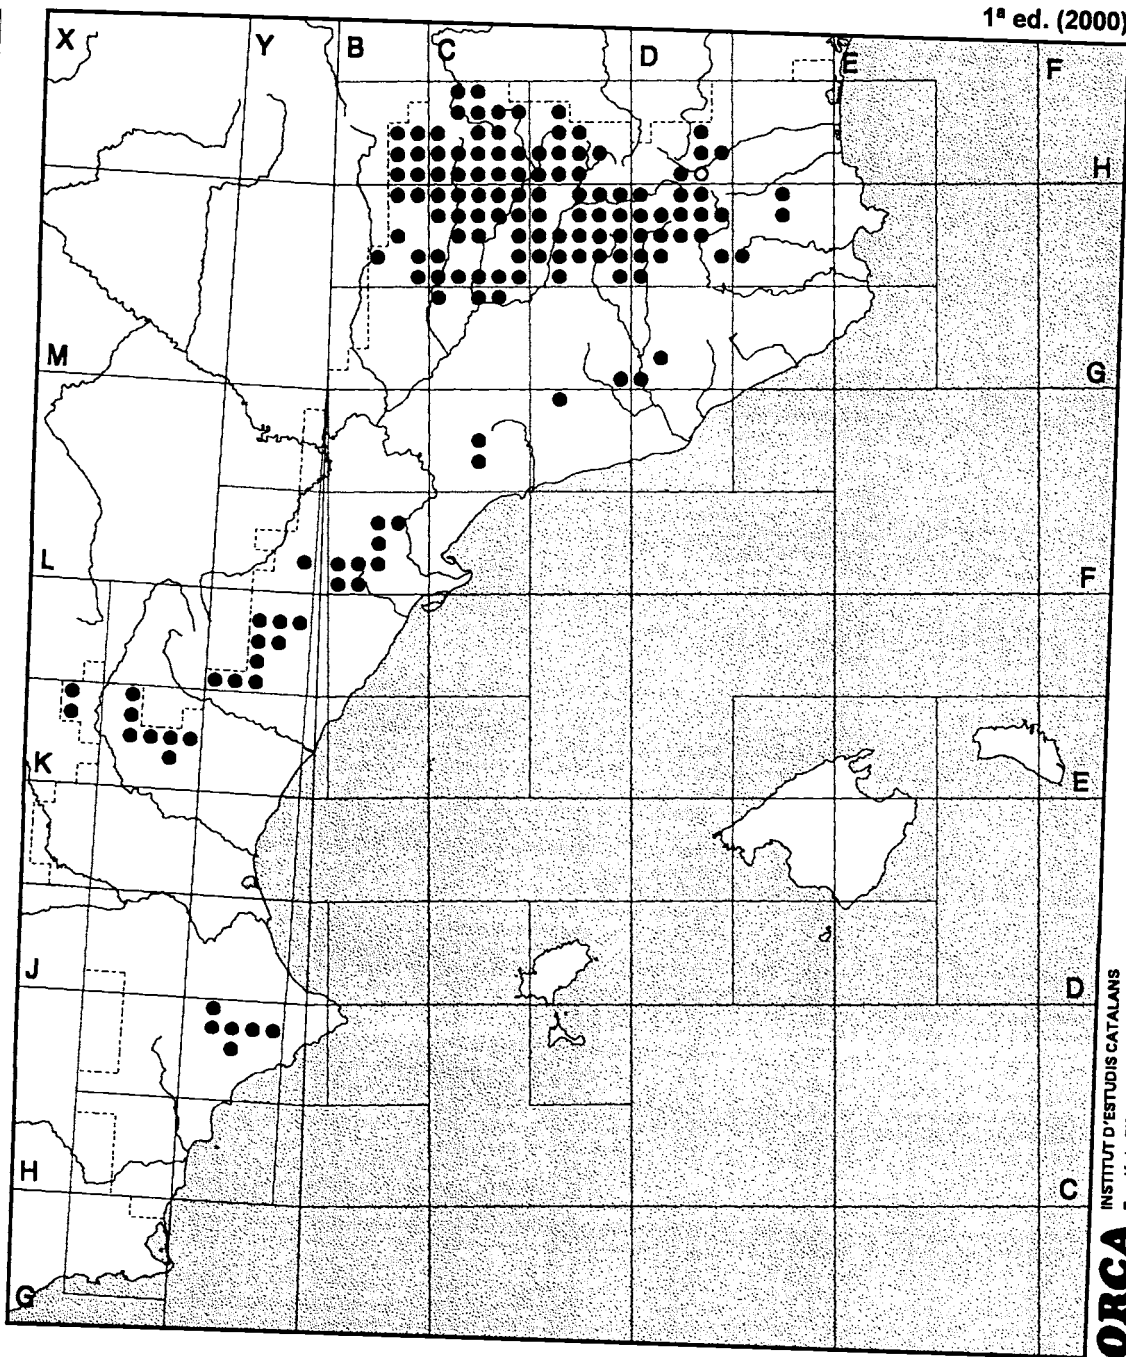 1ª ed. (2000)
X Y B C D E F
H
M G
L F
K E
J D
H C
G
INSTITUT D'ESTUDIS CATALANS
ORCA